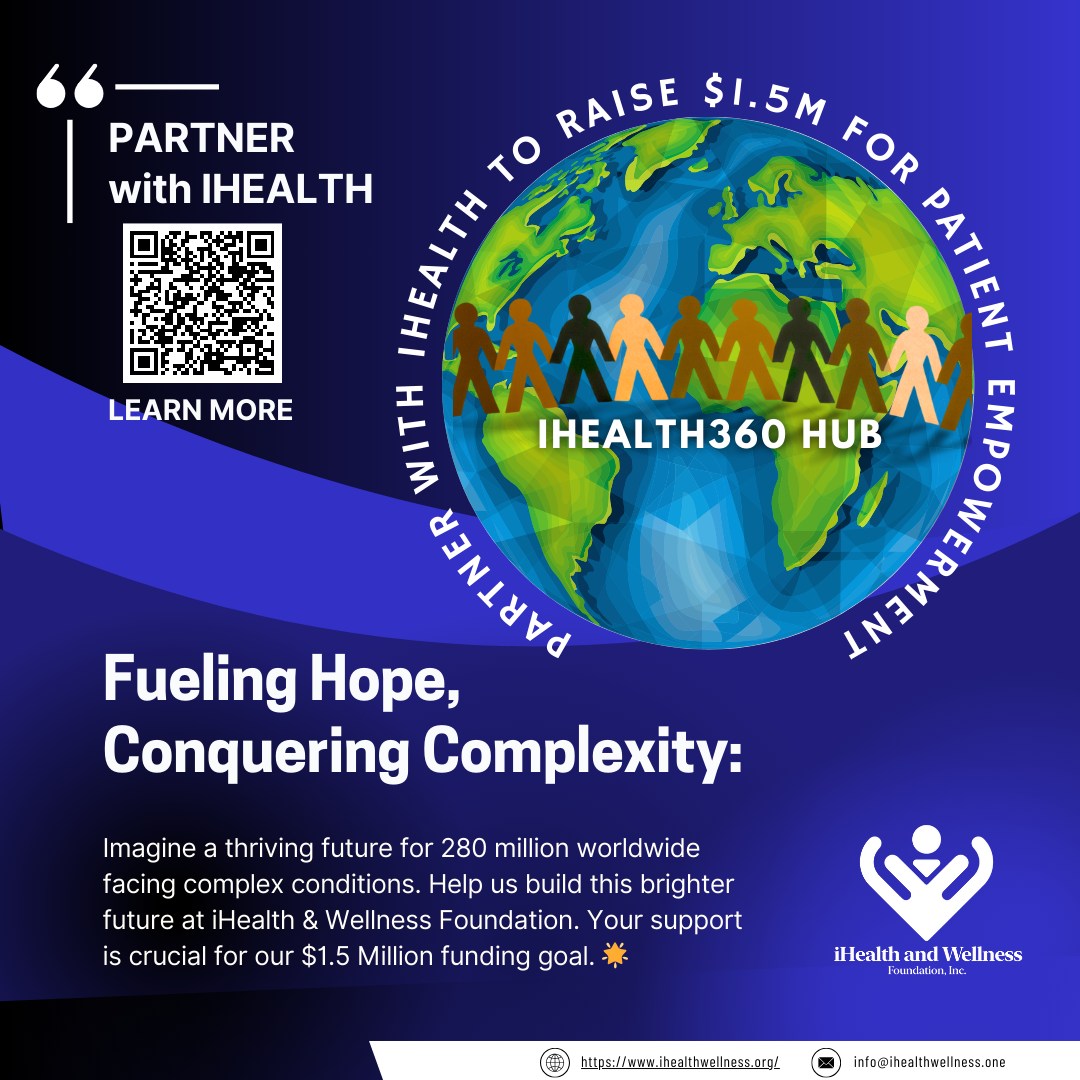 PARTNER
with IHEALTH
LEARN MORE
PARTNER WITH IHEALTH TO RAISE $1.5M FOR PATIENT EMPOWERMENT
IHEALTH360 HUB
Fueling Hope,
Conquering Complexity:
Imagine a thriving future for 280 million worldwide
facing complex conditions. Help us build this brighter
future at iHealth & Wellness Foundation. Your support
is crucial for our $1.5 Million funding goal. 🌟
iHealth and Wellness
Foundation, Inc.
https://www.ihealthwellness.org/
info@ihealthwellness.one